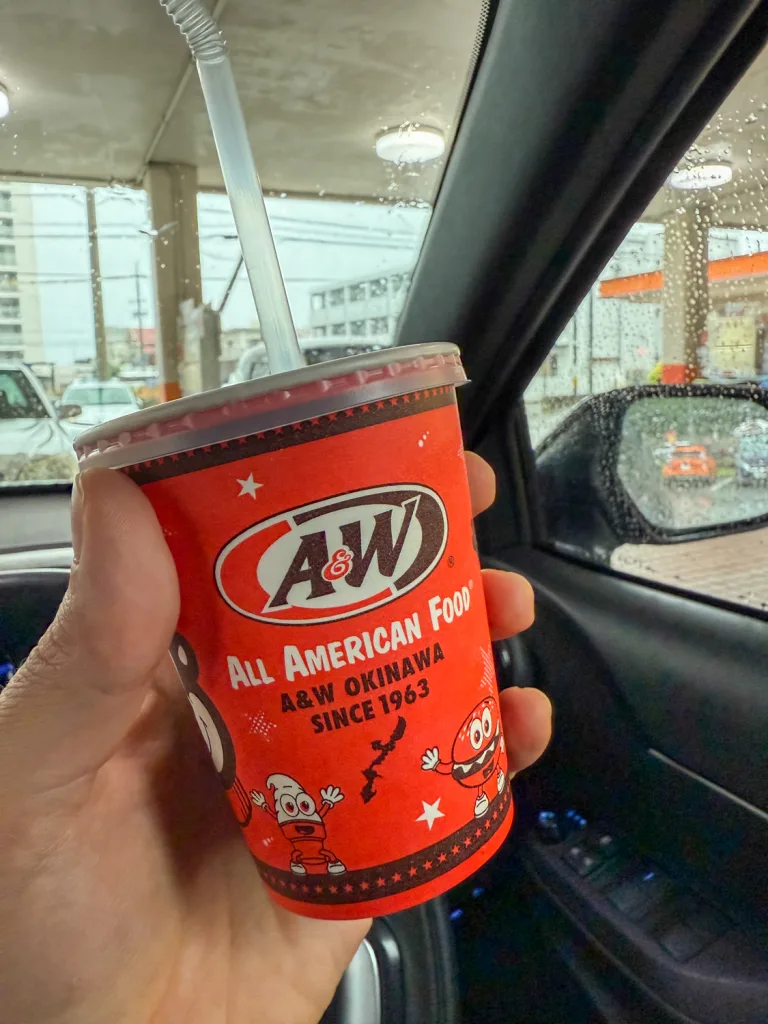 A&W®
ALL AMERICAN FOOD®
A&W OKINAWA
SINCE 1963